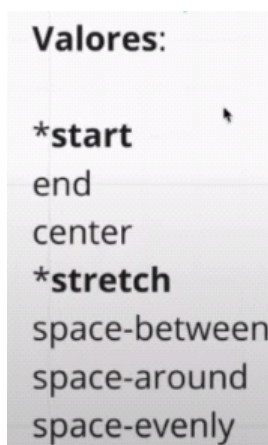 Valores:
*start
end
center
*stretch
space-between
space-around
space-evenly